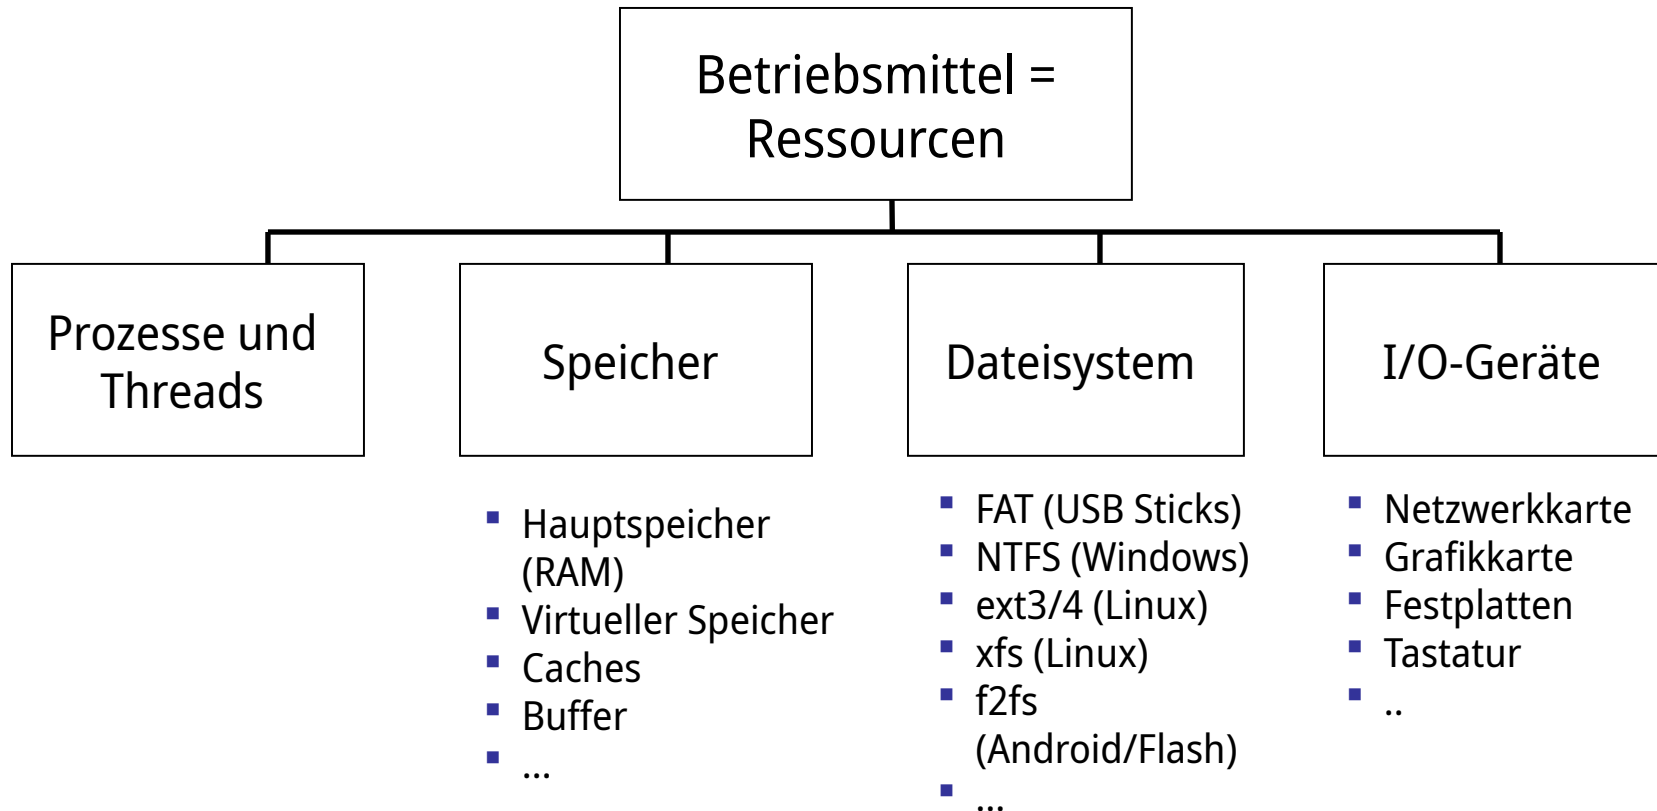 Betriebsmittel =
Ressourcen
Prozesse und
Threads
Speicher
Dateisystem
I/O-Geräte
Hauptspeicher
(RAM)
Virtueller Speicher
Caches
Buffer
...
FAT (USB Sticks)
NTFS (Windows)
ext3/4 (Linux)
xfs (Linux)
f2fs
(Android/Flash)
...
Netzwerkkarte
Grafikkarte
Festplatten
Tastatur
..